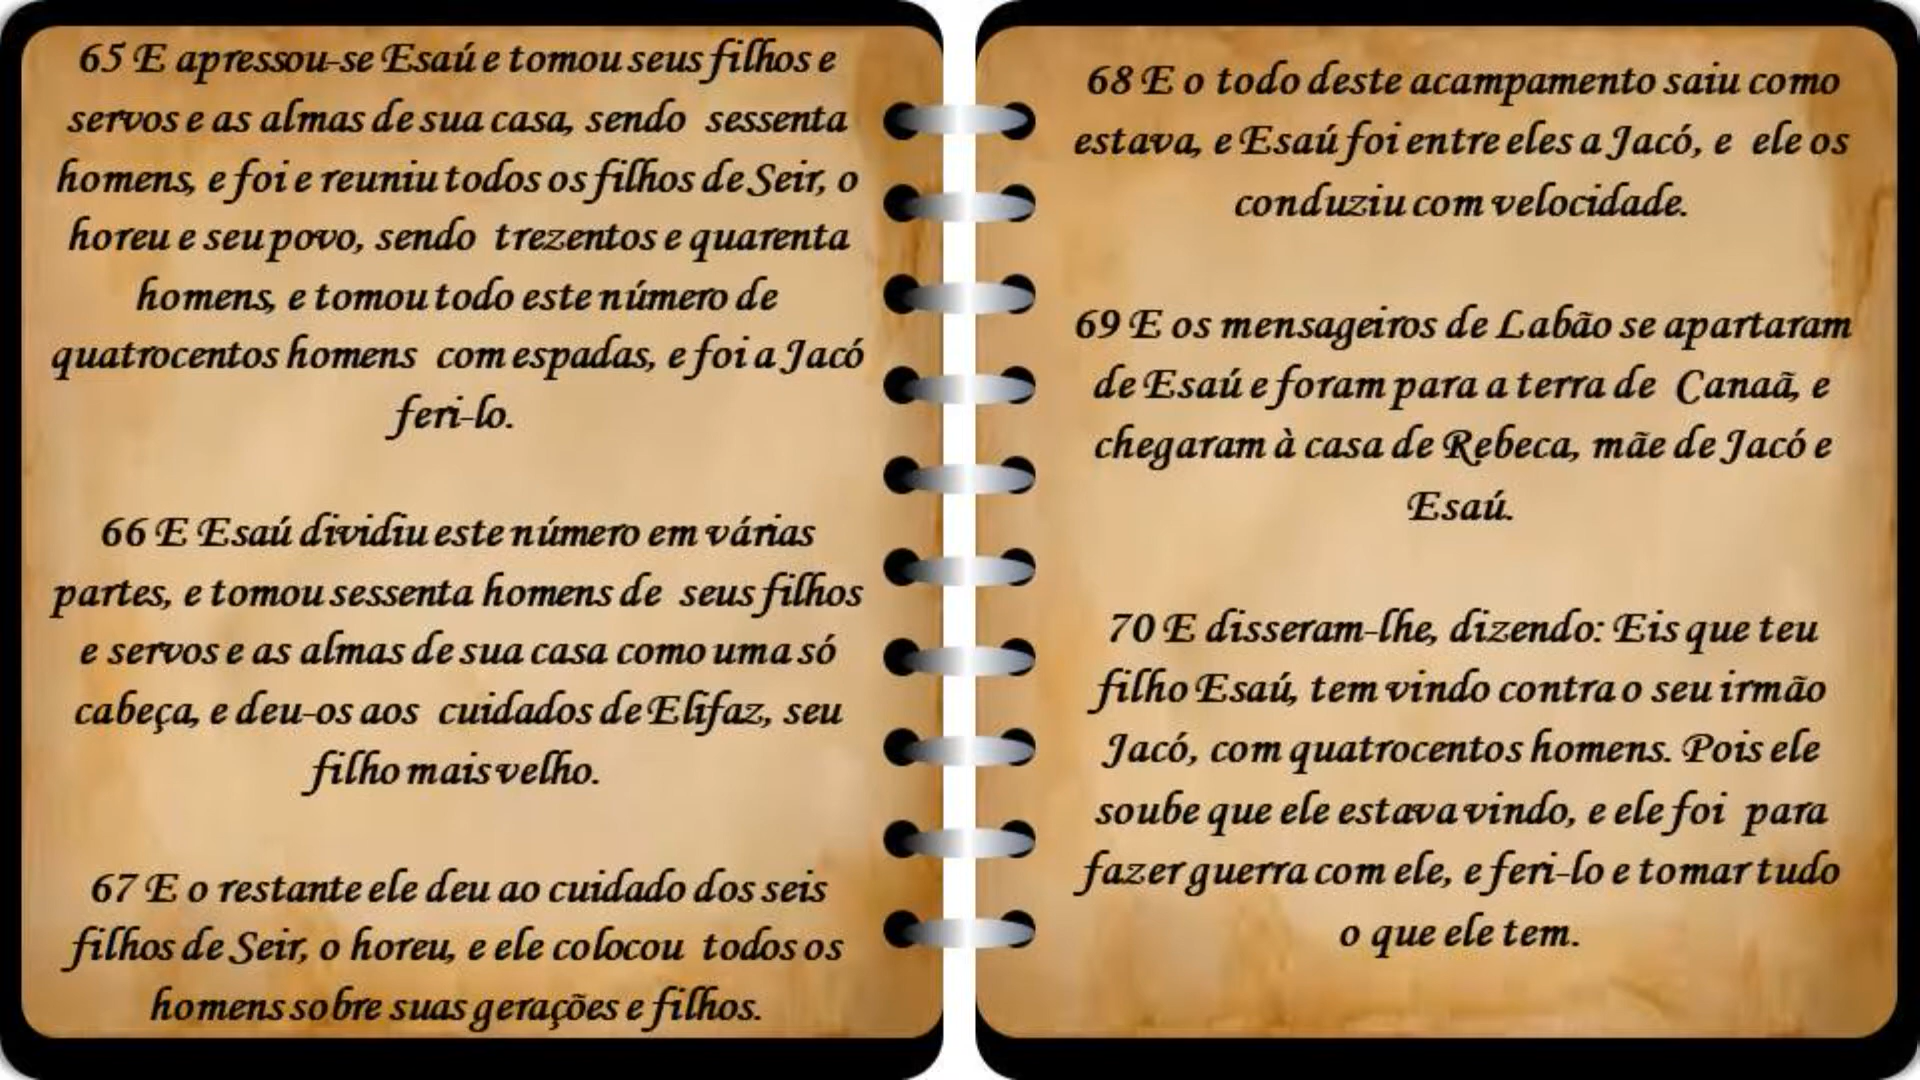 65 E apressou-se Esaú e tomou seus filhos e
servos e as almas de sua casa, sendo sessenta
homens, e foi e reuniu todos os filhos de Seir, o
horeu e seu povo, sendo trezentos e quarenta
homens, e tomou todo este número de
quatrocentos homens com espadas, e foi a Jacó
feri-lo.
66 E Esaú dividiu este número em várias
partes, e tomou sessenta homens de seus filhos
e servos e as almas de sua casa como uma só
cabeça, e deu-os aos cuidados de Elifaz, seu
filho mais velho.
67 E o restante ele deu ao cuidado dos seis
filhos de Seir, o horeu, e ele colocou todos os
homens sobre suas gerações e filhos.
68 E o todo deste acampamento saiu como
estava, e Esaú foi entre eles a Jacó, e ele os
conduziu com velocidade.
69 E os mensageiros de Labão se apartaram
de Esaú e foram para a terra de Canaã, e
chegaram à casa de Rebeca, mãe de Jacó e
Esaú.
70 E disseram-lhe, dizendo: Eis que teu
filho Esaú, tem vindo contra o seu irmão
Jacó, com quatrocentos homens. Pois ele
soube que ele estava vindo, e ele foi para
fazer guerra com ele, e feri-lo e tomar tudo
o que ele tem.